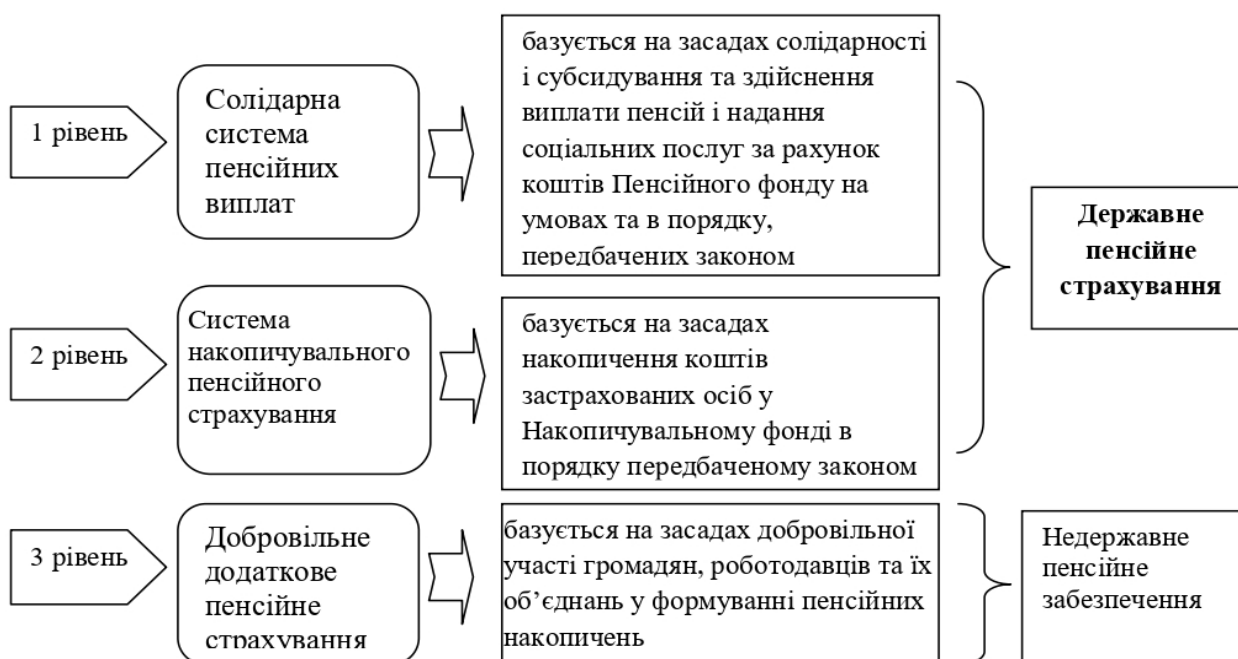 1 рівень
Солідарна
система
пенсійних
виплат
базується на засадах солідарності
і субсидування та здійснення
виплати пенсій і надання
соціальних послуг за рахунок
коштів Пенсійного фонду на
умовах та в порядку,
передбачених законом
Державне
пенсійне
страхування
2 рівень
Система
накопичувального
пенсійного
страхування
базується на засадах
накопичення коштів
застрахованих осіб у
Накопичувальному фонді в
порядку передбаченому законом
3 рівень
Добровільне
додаткове
пенсійне
страхування
базується на засадах добровільної
участі громадян, роботодавців та їх
об’єднань у формуванні пенсійних
накопичень
Недержавне
пенсійне
забезпечення